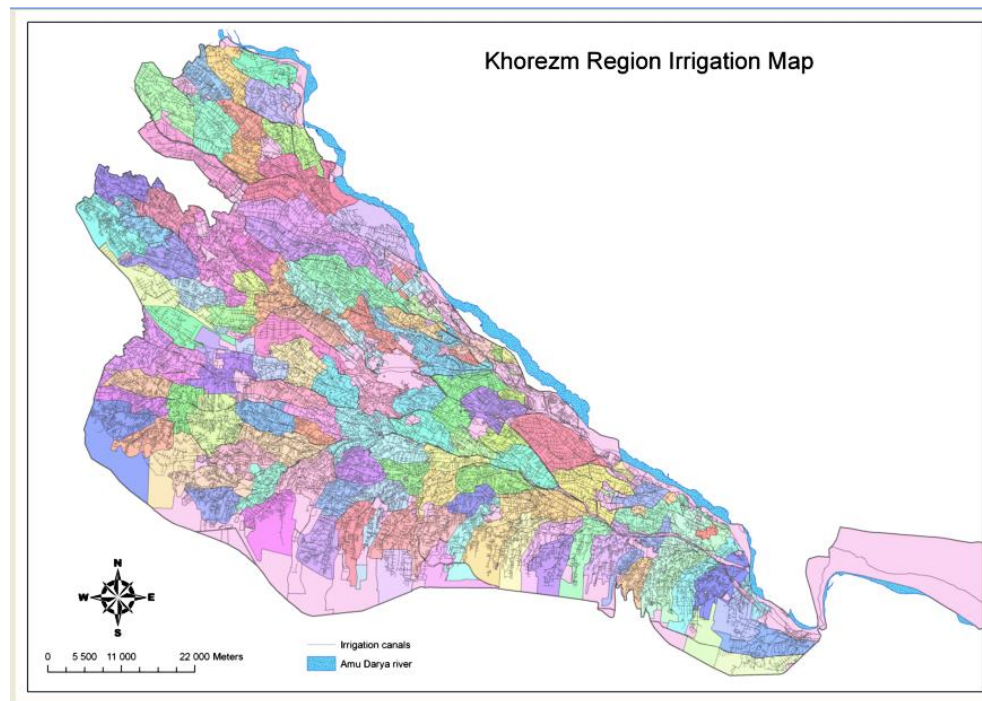 Khorezm Region Irrigation Map
N
W E
S
0 5 500 11 000 22 000 Meters
Irrigation canals
Amu Darya river